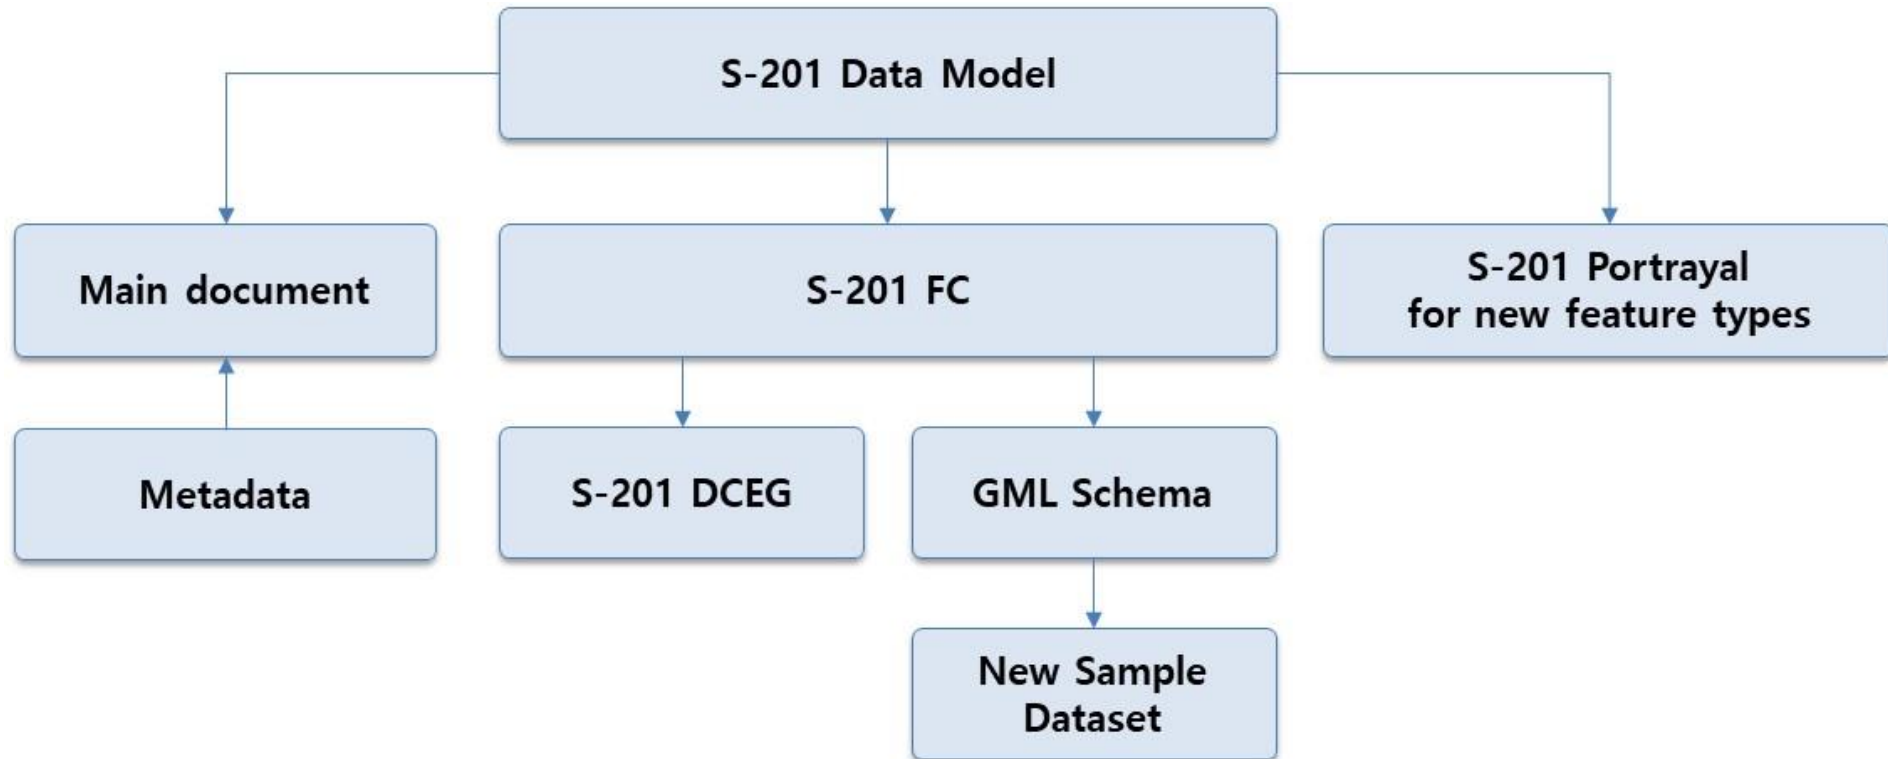 S-201 Data Model
Main document
S-201 FC
S-201 Portrayal
for new feature types
Metadata
S-201 DCEG
GML Schema
New Sample
Dataset